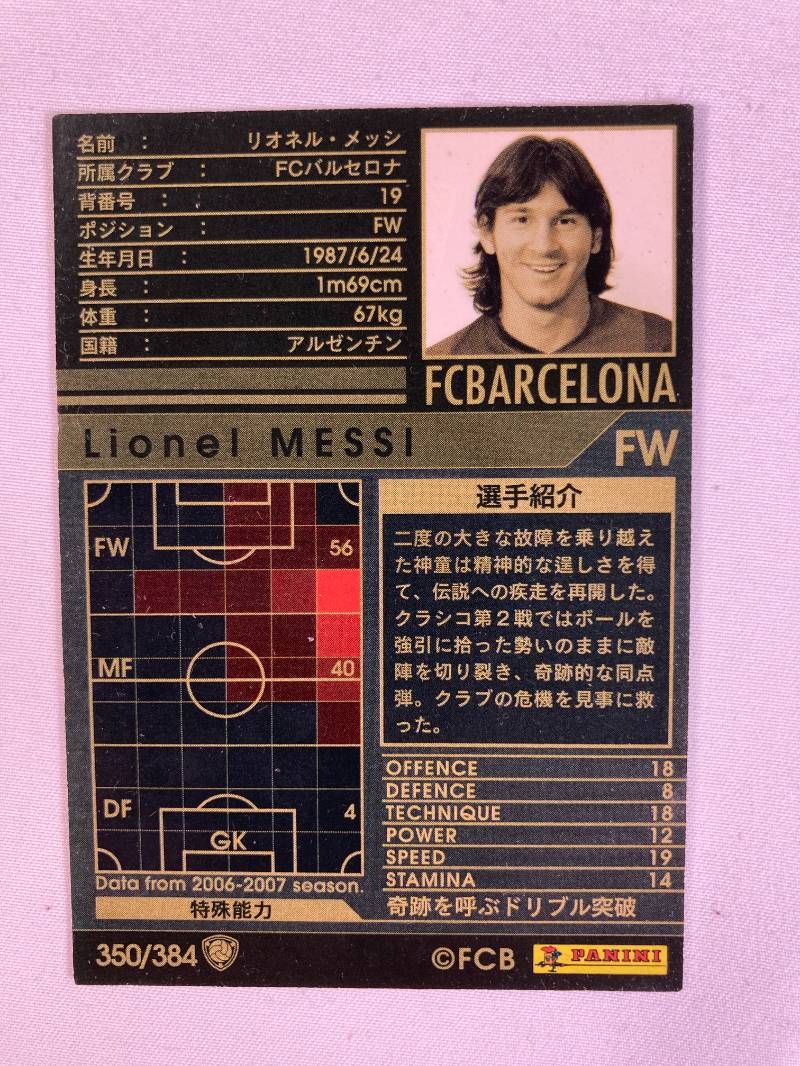 名前 : リオネル・メッシ
所属クラブ : FCバルセロナ
背番号 : 19
ポジション : FW
生年月日 : 1987/6/24
身長 : 1m69cm
体重 : 67kg
国籍 : アルゼンチン
FCBARCELONA
Lionel MESSI FW
FW 56
MF 40
DF 4
GK
Data from 2006-2007 season.
選手紹介
二度の大きな故障を乗り越え
た神童は精神的な逞しさを得
て、伝説への疾走を再開した。
クラシコ第2戦ではボールを
強引に拾った勢いのままに敵
陣を切り裂き、奇跡的な同点
弾。クラブの危機を見事に救
った。
OFFENCE 18
DEFENCE 8
TECHNIQUE 18
POWER 12
SPEED 19
STAMINA 14
特殊能力 奇跡を呼ぶドリブル突破
350/384 ©FCB PANINI